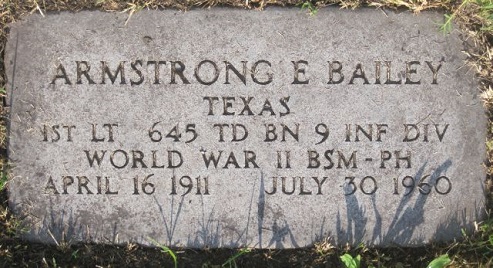 ARMSTRONG E BAILEY
TEXAS
1ST LT 645 TD BN 9 INF DIV
WORLD WAR II BSM-PH
APRIL 16 1911 JULY 30 1960